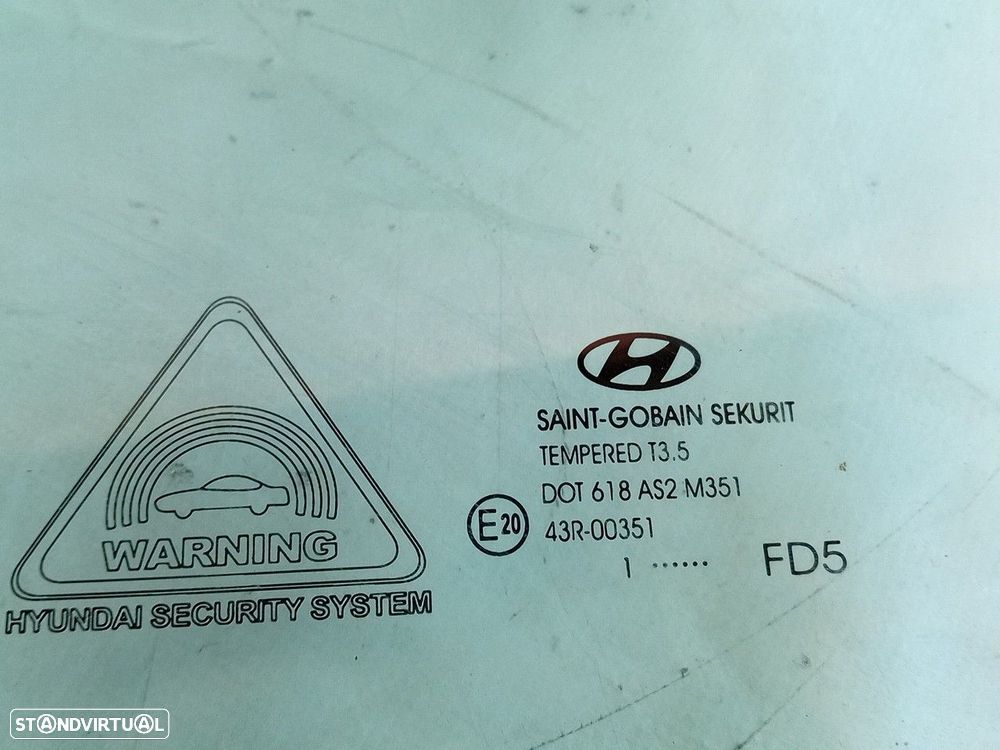 WARNING
HYUNDAI SECURITY SYSTEM
SAINT-GOBAIN SEKURIT
TEMPERED T3.5
DOT 618 AS2 M351
E20 43R-00351
1 ...... FD5
STANDVIRTUAL